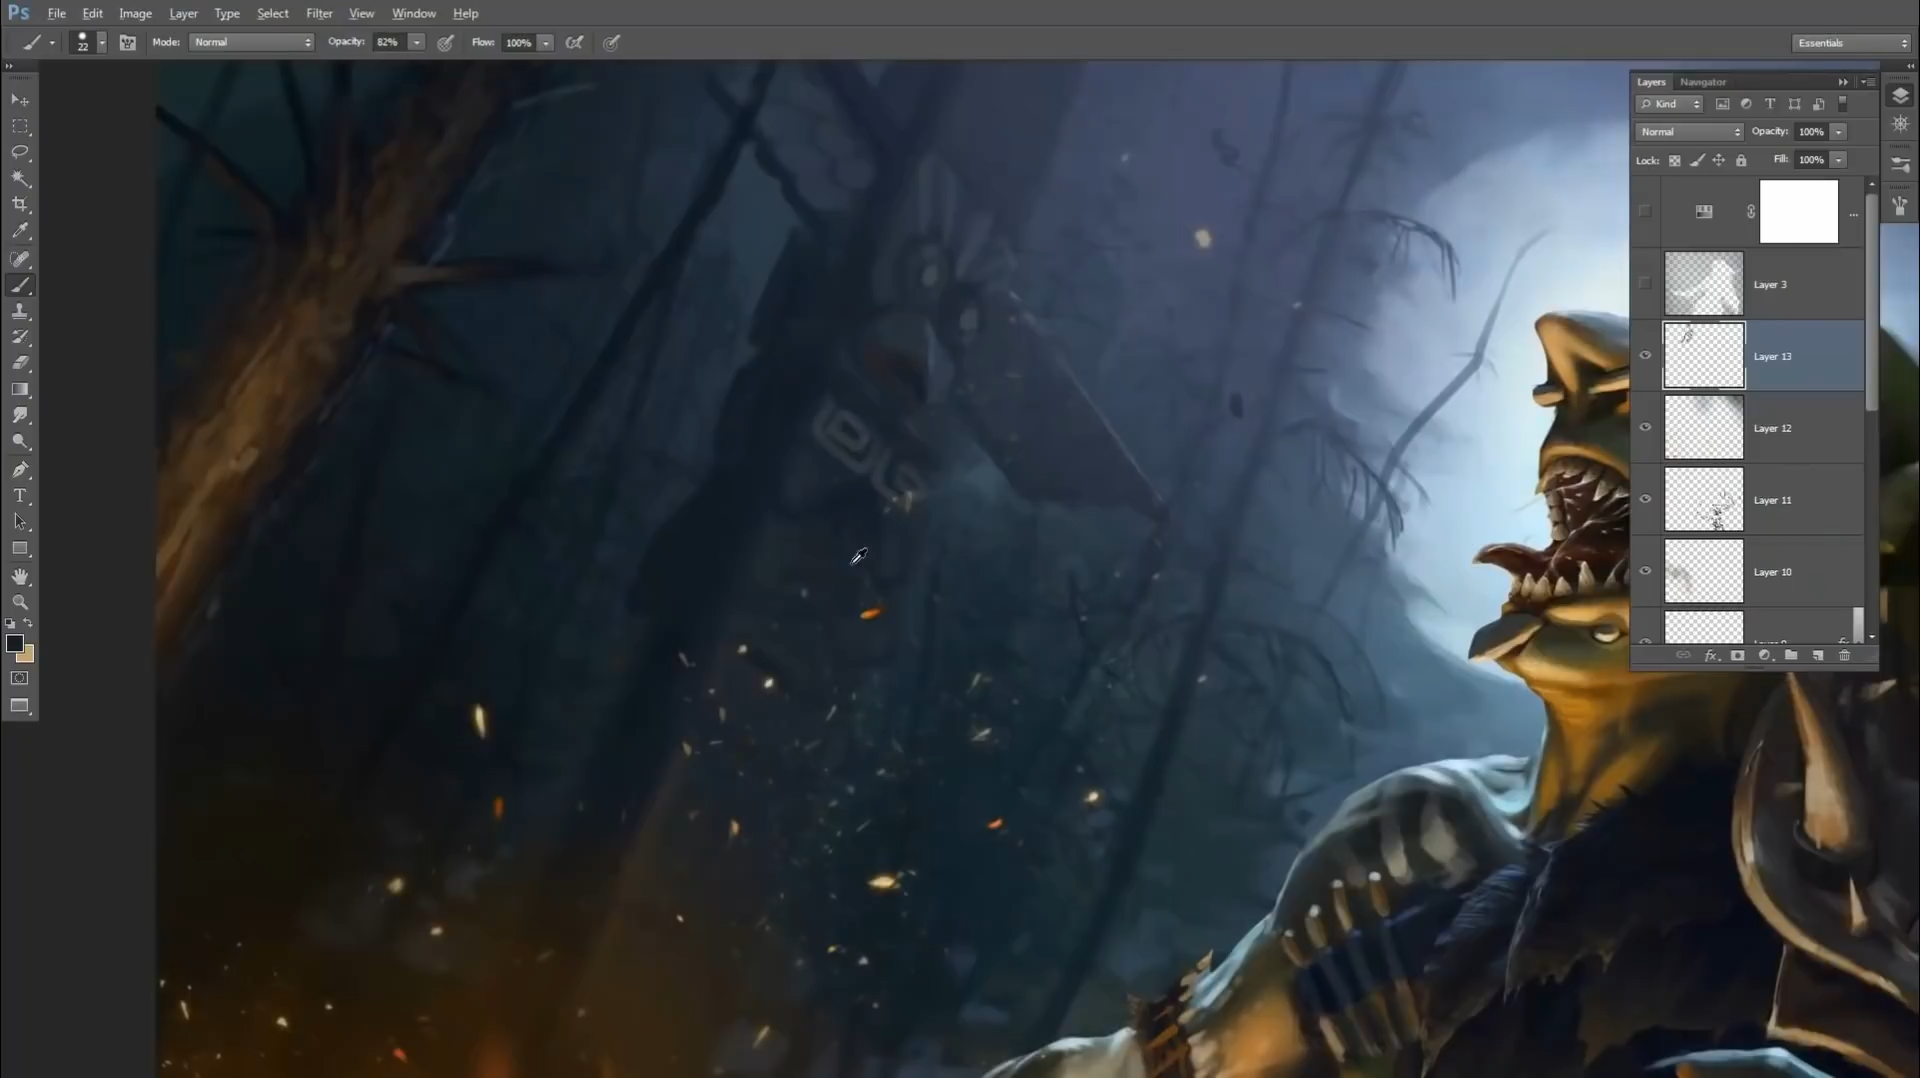 Ps File Edit Image Layer Type Select Filter View Window Help
22 Mode: Normal Opacity: 82% Flow: 100% Essentials
Layers Navigator
Kind
Normal Opacity: 100%
Lock: Fill: 100%
Layer 3
Layer 13
Layer 12
Layer 11
Layer 10